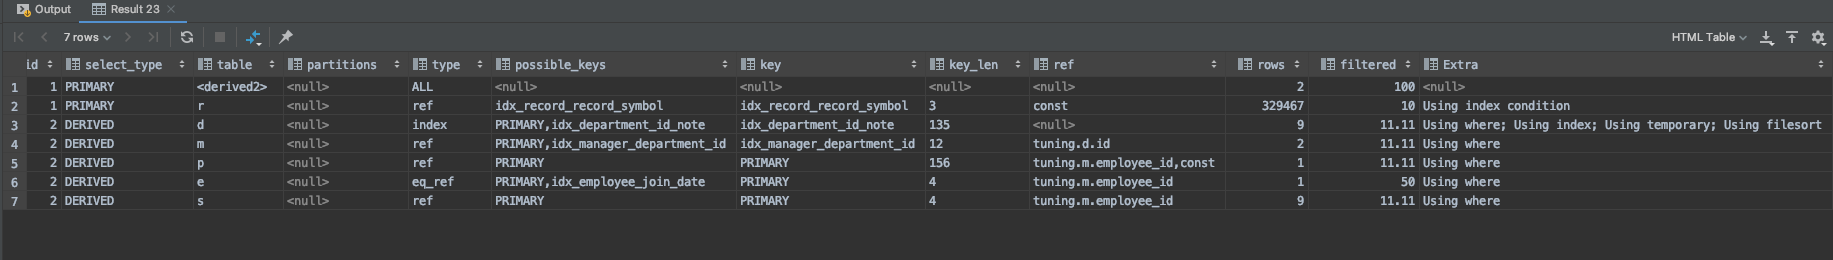 Output Result 23
7 rows HTML Table
id select_type table partitions type possible_keys key key_len ref rows filtered Extra
1 1 PRIMARY <derived2> <null> ALL <null> <null> <null> <null> 2 100 <null>
2 1 PRIMARY r <null> ref idx_record_record_symbol idx_record_record_symbol 3 const 329467 10 Using index condition
3 2 DERIVED d <null> index PRIMARY,idx_department_id_note idx_department_id_note 135 <null> 9 11.11 Using where; Using index; Using temporary; Using filesort
4 2 DERIVED m <null> ref PRIMARY,idx_manager_department_id idx_manager_department_id 12 tuning.d.id 2 11.11 Using where
5 2 DERIVED p <null> ref PRIMARY PRIMARY 156 tuning.m.employee_id,const 1 11.11 Using where
6 2 DERIVED e <null> eq_ref PRIMARY,idx_employee_join_date PRIMARY 4 tuning.m.employee_id 1 50 Using where
7 2 DERIVED s <null> ref PRIMARY PRIMARY 4 tuning.m.employee_id 9 11.11 Using where